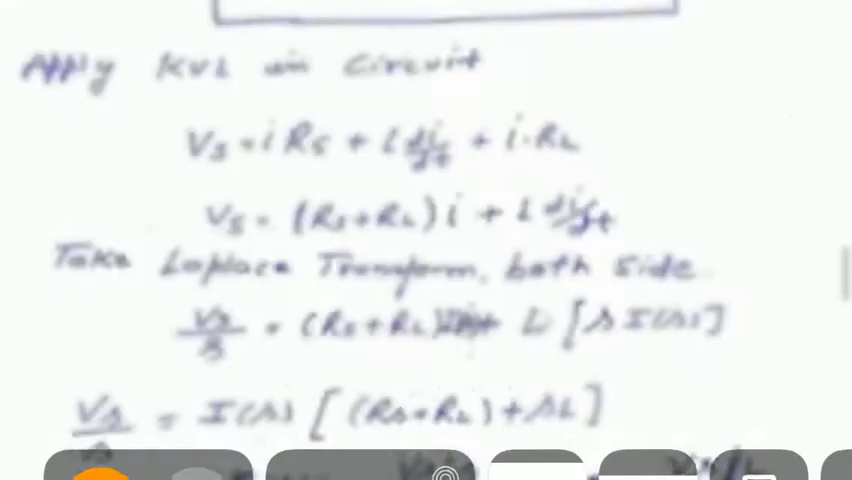 Apply KVL in Circuit
Vs = i Rs + L di/dt + i·RL
Vs = (Rs+RL) i + L di/dt
Take Laplace Transform, both side
Vs/s = (Rs+RL) I(s)+ L [s I(s)]
Vs/s = I(s) [(Rs+RL)+sL]